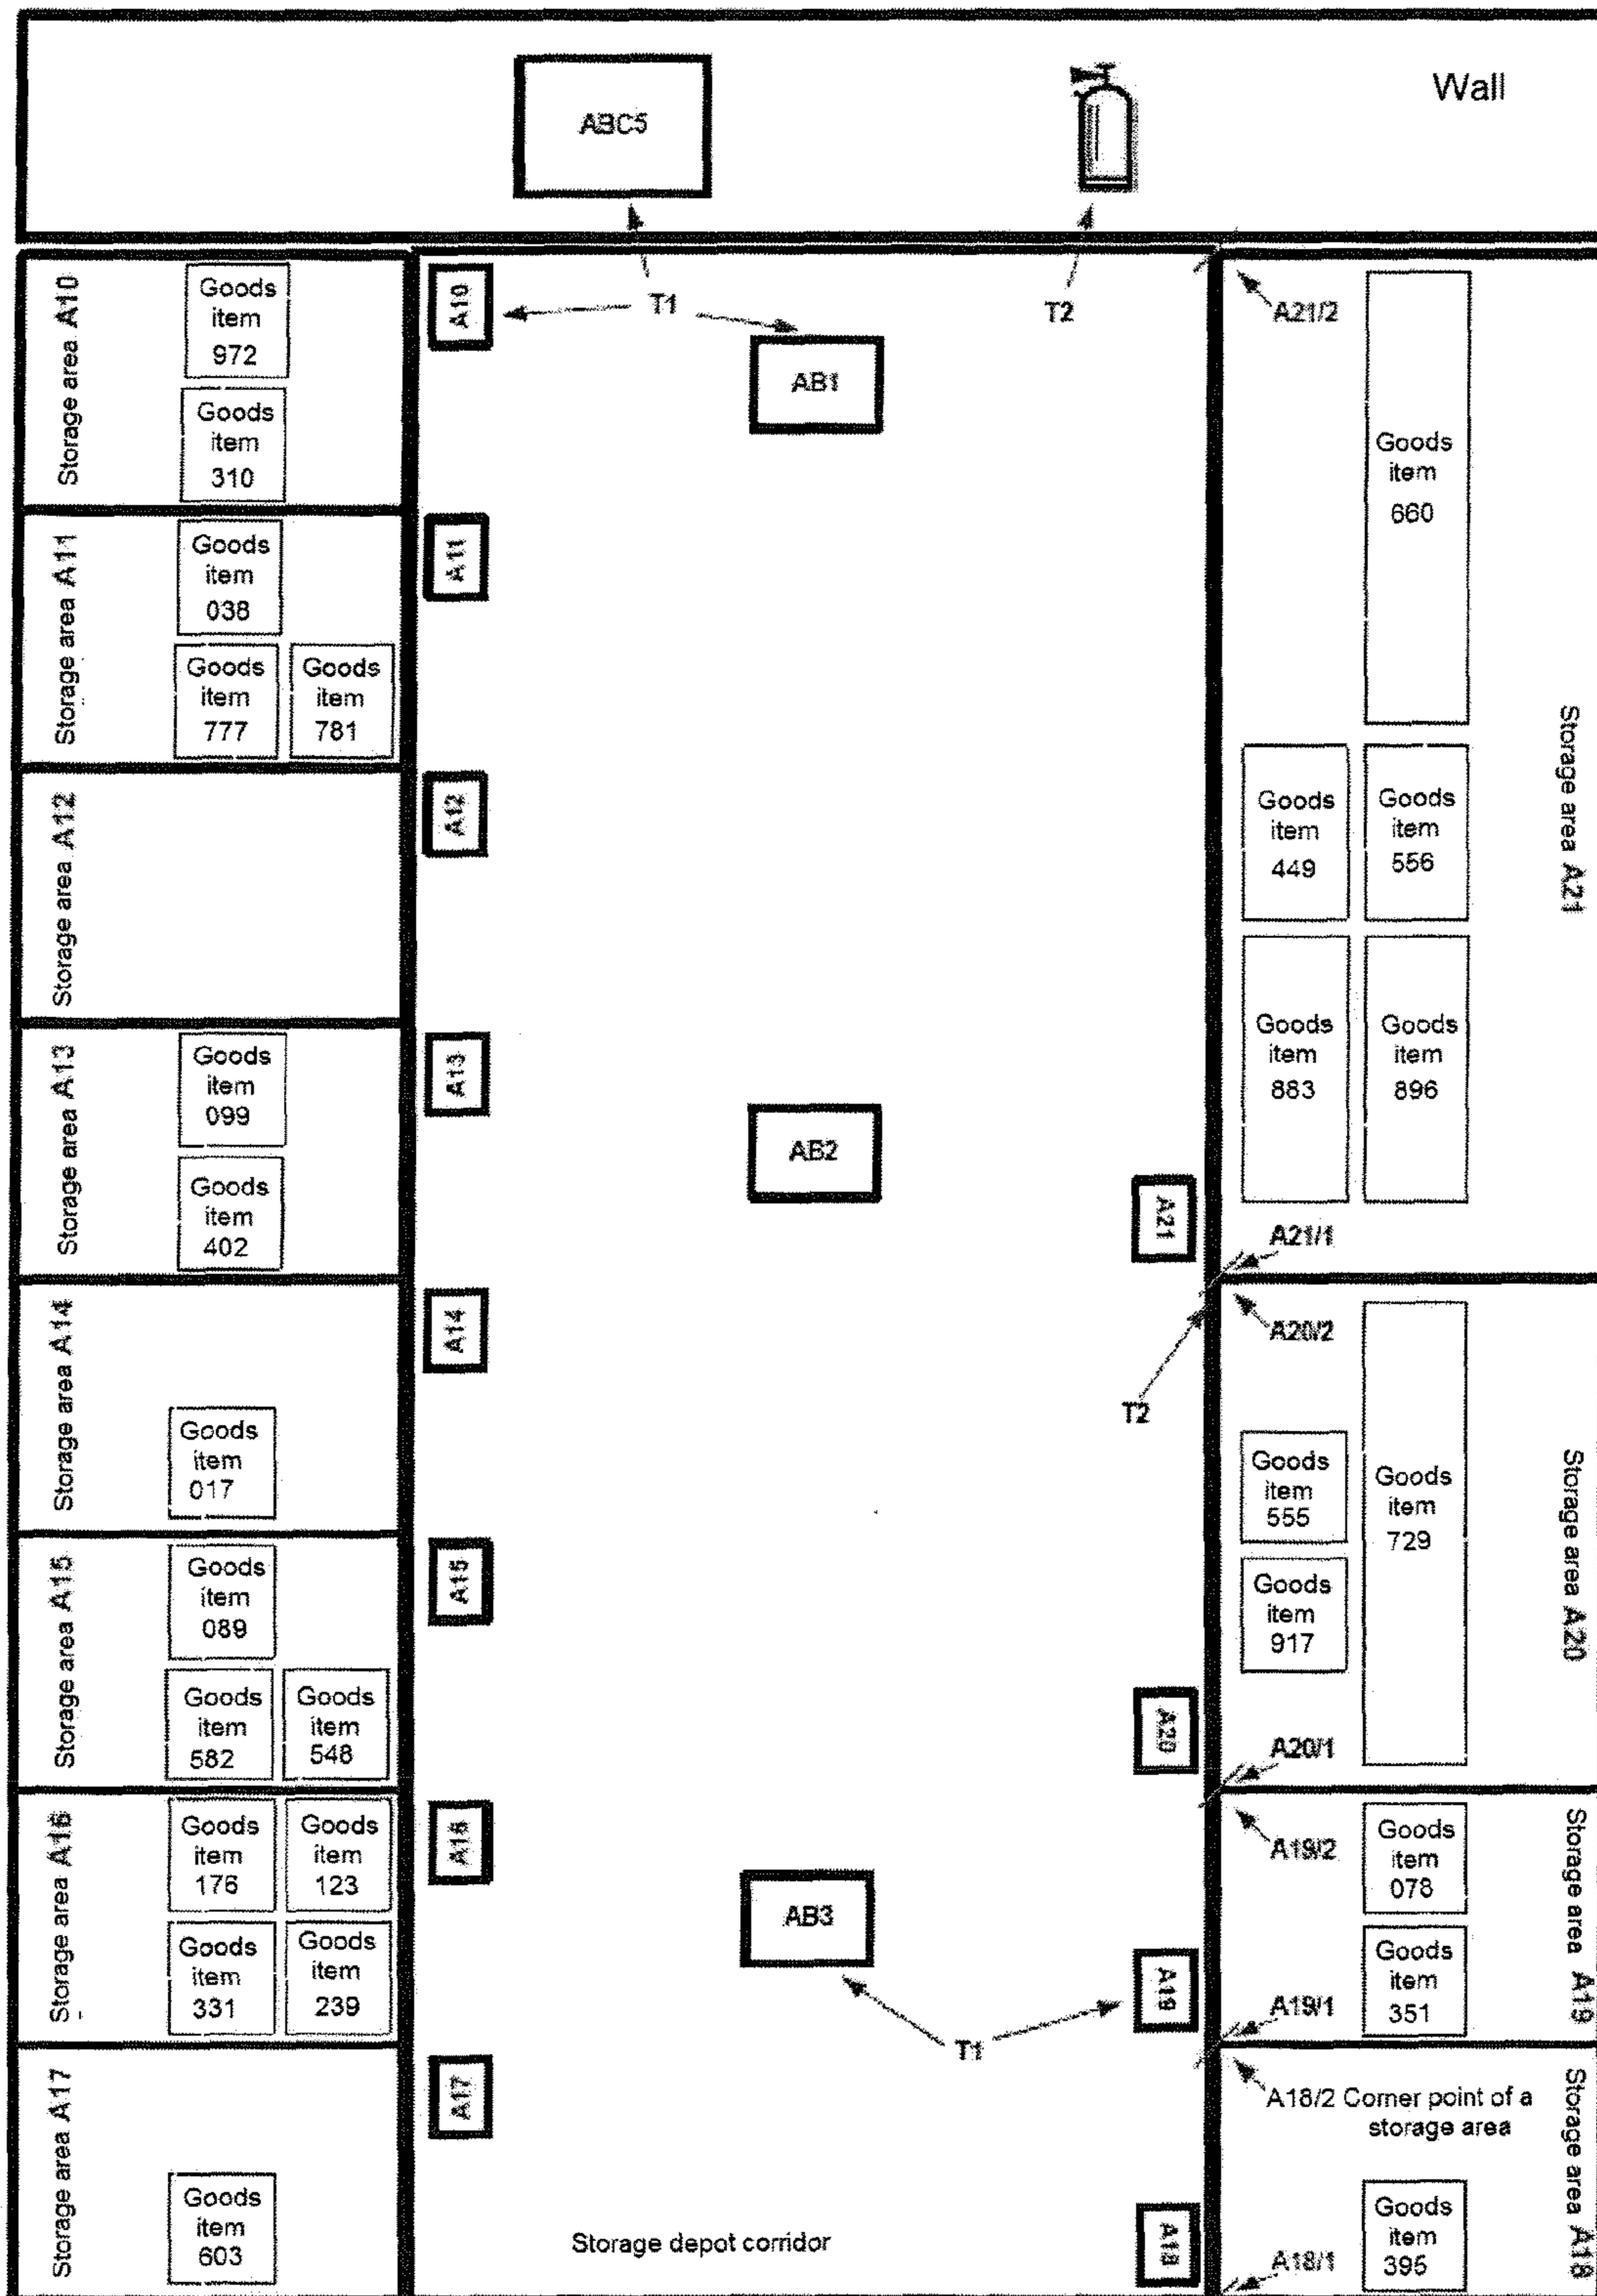 Wall
ABC5
T1
T2
Storage area A10
Goods
item
972
Goods
item
310
A10
AB1
A21/2
Goods
item
660
Storage area A11
Goods
item
038
Goods
item
777
Goods
item
781
A11
Storage area A12
A12
Storage area A21
Goods
item
449
Goods
item
556
Goods
item
883
Goods
item
896
Storage area A13
Goods
item
099
Goods
item
402
A13
AB2
A21
A21/1
Storage area A14
Goods
item
017
A14
T2
A20/2
Goods
item
555
Goods
item
729
Goods
item
917
Storage area A20
Storage area A15
Goods
item
089
Goods
item
582
Goods
item
548
A15
A20
A20/1
Storage area A16
Goods
item
176
Goods
item
123
Goods
item
331
Goods
item
239
A16
AB3
T1
A19
A19/2
Goods
item
078
Goods
item
351
Storage area A19
A19/1
Storage area A17
Goods
item
603
A17
Storage depot corridor
A18
A18/2 Corner point of a
storage area
Goods
item
395
Storage area A18
A18/1